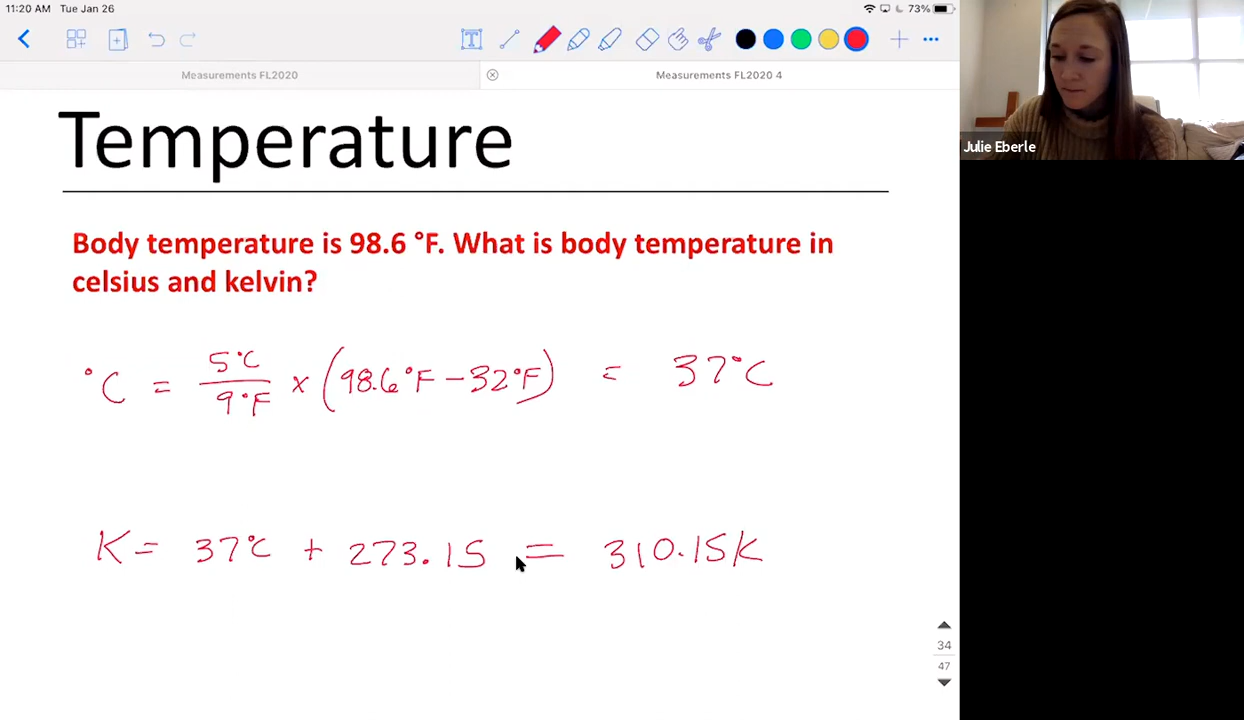 11:20 AM Tue Jan 26 73%
Measurements FL2020 Measurements FL2020 4
Julie Eberle
Temperature
Body temperature is 98.6 °F. What is body temperature in
celsius and kelvin?
°C = 5°C / 9°F x (98.6°F - 32°F) = 37°C
K = 37°C + 273.15 = 310.15K
34
47